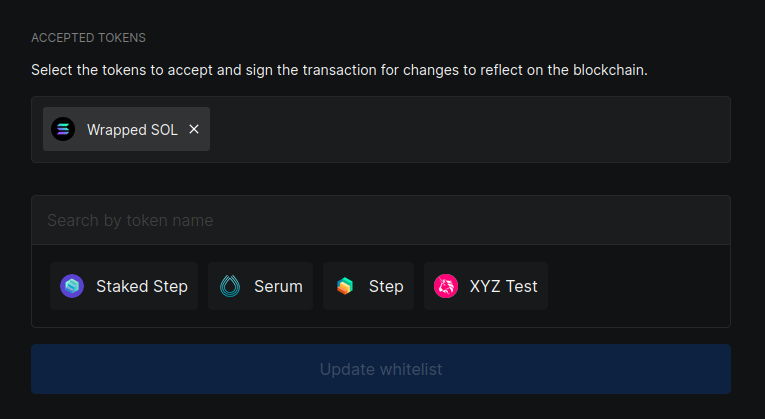 ACCEPTED TOKENS
Select the tokens to accept and sign the transaction for changes to reflect on the blockchain.
Wrapped SOL ×
Search by token name
Staked Step Serum Step XYZ Test
Update whitelist